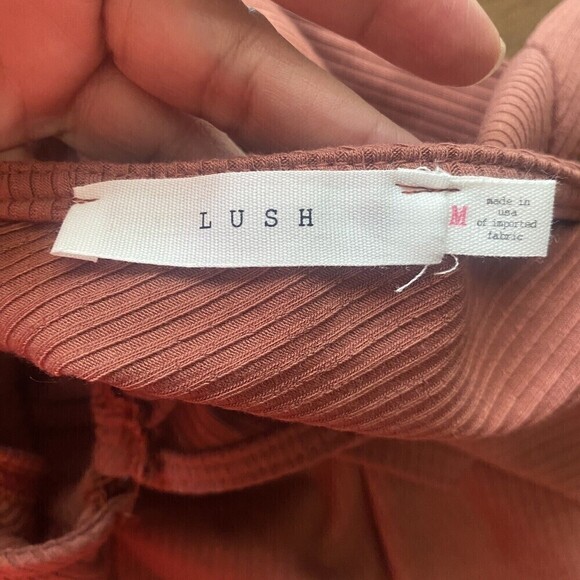 LUSH
M
made in
usa
of imported
fabric